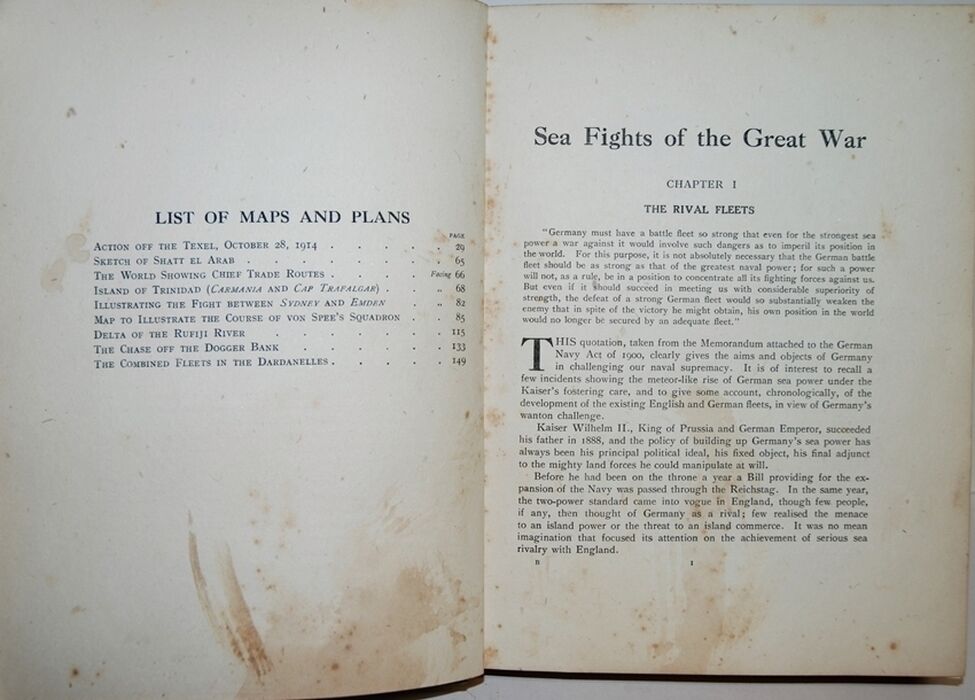 LIST OF MAPS AND PLANS
PAGE
ACTION OFF THE TEXEL, OCTOBER 28, 1914 . . . . . 29
SKETCH OF SHATT EL ARAB . . . . . . . „ 65
THE WORLD SHOWING CHIEF TRADE ROUTES . . . . Facing 66
ISLAND OF TRINIDAD (CARMANIA AND CAP TRAFALGAR) . . „ 68
ILLUSTRATING THE FIGHT BETWEEN SYDNEY AND EMDEN . „ 82
MAP TO ILLUSTRATE THE COURSE OF VON SPEE'S SQUADRON . . 85
DELTA OF THE RUFIJI RIVER . . . . . . 115
THE CHASE OFF THE DOGGER BANK . . . . . . 133
THE COMBINED FLEETS IN THE DARDANELLES . . . . . 149
Sea Fights of the Great War
CHAPTER I
THE RIVAL FLEETS
"Germany must have a battle fleet so strong that even for the strongest sea
power a war against it would involve such dangers as to imperil its position in
the world. For this purpose, it is not absolutely necessary that the German battle
fleet should be as strong as that of the greatest naval power; for such a power
will not, as a rule, be in a position to concentrate all its fighting forces against us.
But even if it should succeed in meeting us with considerable superiority of
strength, the defeat of a strong German fleet would so substantially weaken the
enemy that in spite of the victory he might obtain, his own position in the world
would no longer be secured by an adequate fleet."
THIS quotation, taken from the Memorandum attached to the German
Navy Act of 1900, clearly gives the aims and objects of Germany
in challenging our naval supremacy. It is of interest to recall a
few incidents showing the meteor-like rise of German sea power under the
Kaiser's fostering care, and to give some account, chronologically, of the
development of the existing English and German fleets, in view of Germany's
wanton challenge.
Kaiser Wilhelm II., King of Prussia and German Emperor, succeeded
his father in 1888, and the policy of building up Germany's sea power has
always been his principal political ideal, his fixed object, his final adjunct
to the mighty land forces he could manipulate at will.
Before he had been on the throne a year a Bill providing for the ex-
pansion of the Navy was passed through the Reichstag. In the same year,
the two-power standard came into vogue in England, though few people,
if any, then thought of Germany as a rival; few realised the menace
to an island power or the threat to an island commerce. It was no mean
imagination that focused its attention on the achievement of serious sea
rivalry with England.
B 1